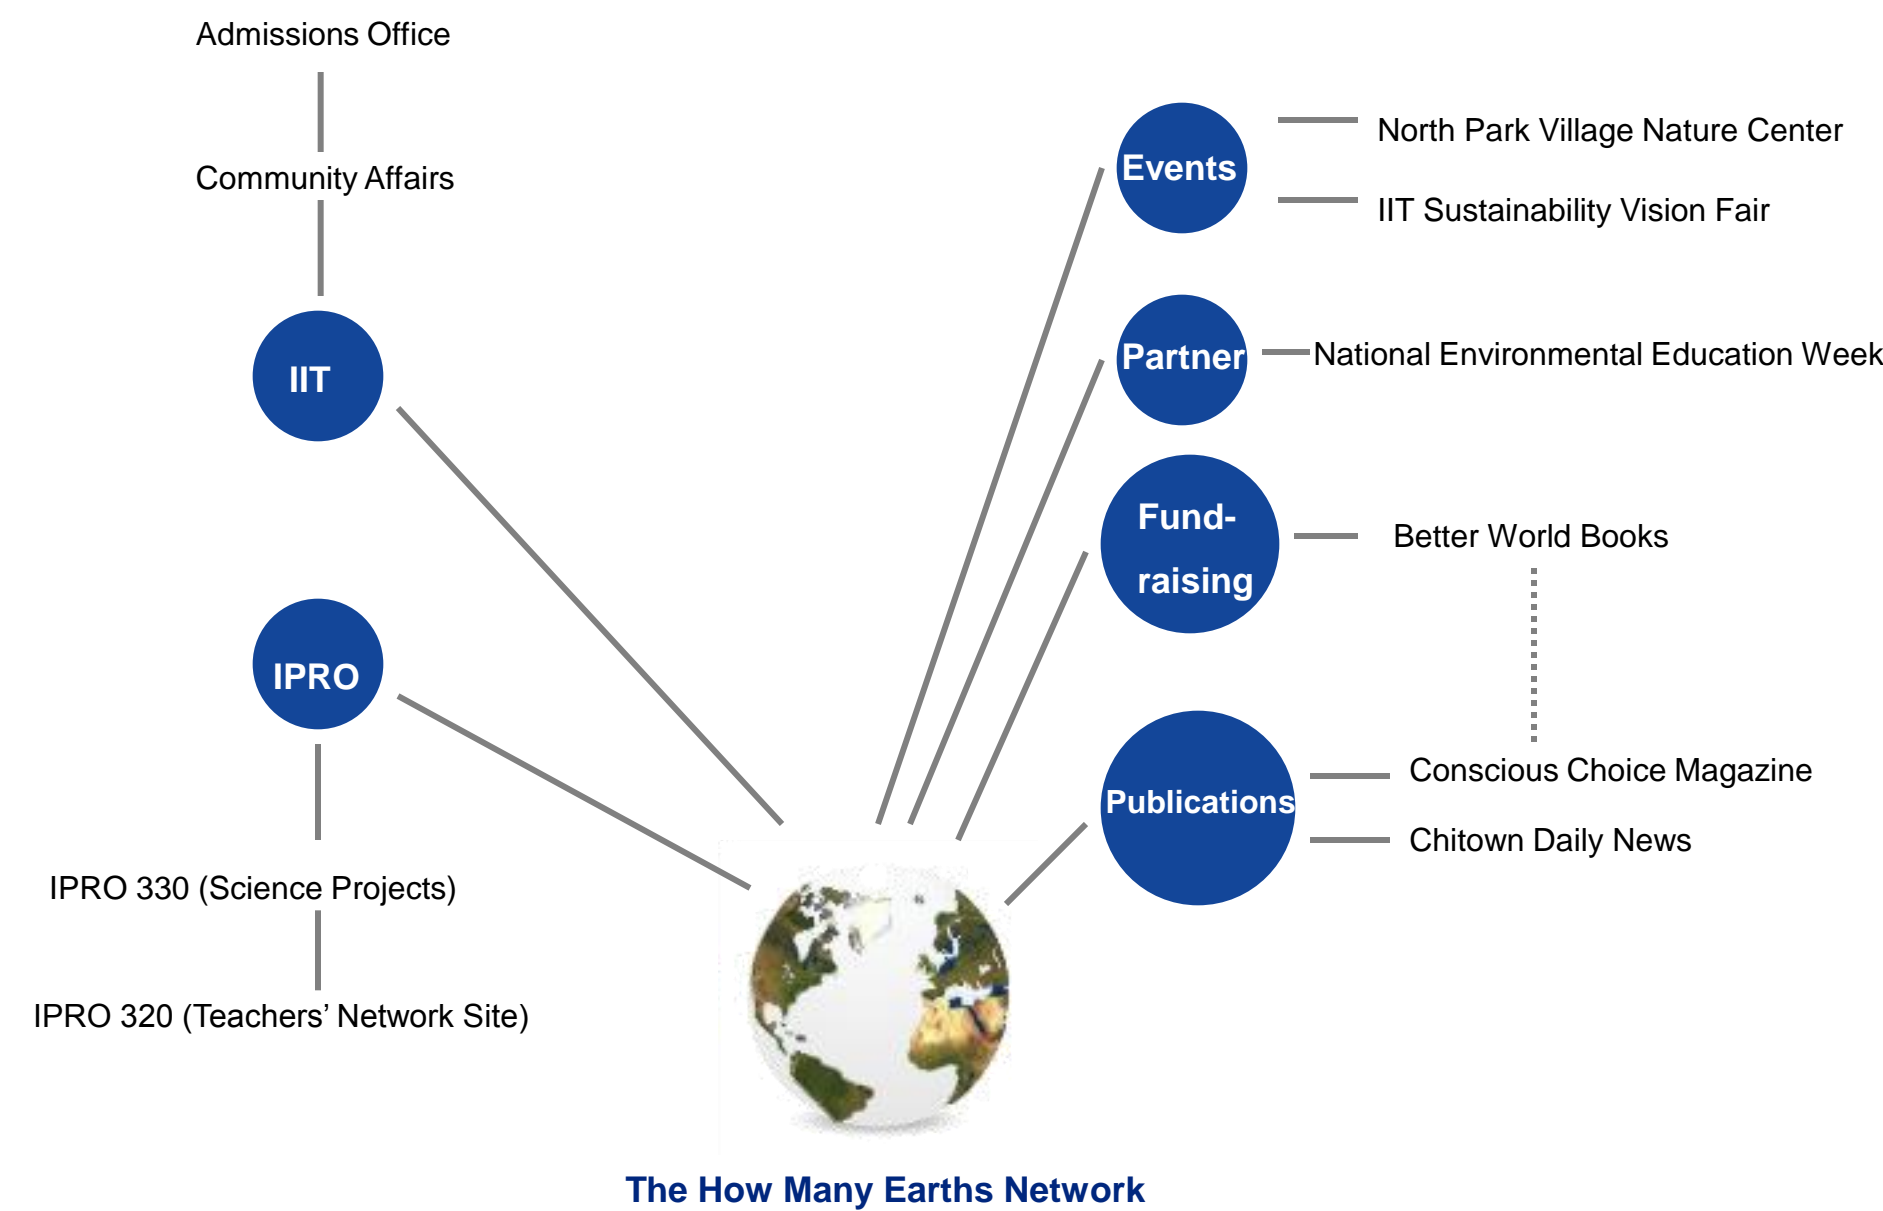 Admissions Office
Community Affairs
IIT
IPRO
IPRO 330 (Science Projects)
IPRO 320 (Teachers’ Network Site)
Events
North Park Village Nature Center
IIT Sustainability Vision Fair
Partner
National Environmental Education Week
Fund-
raising
Better World Books
Publications
Conscious Choice Magazine
Chitown Daily News
The How Many Earths Network